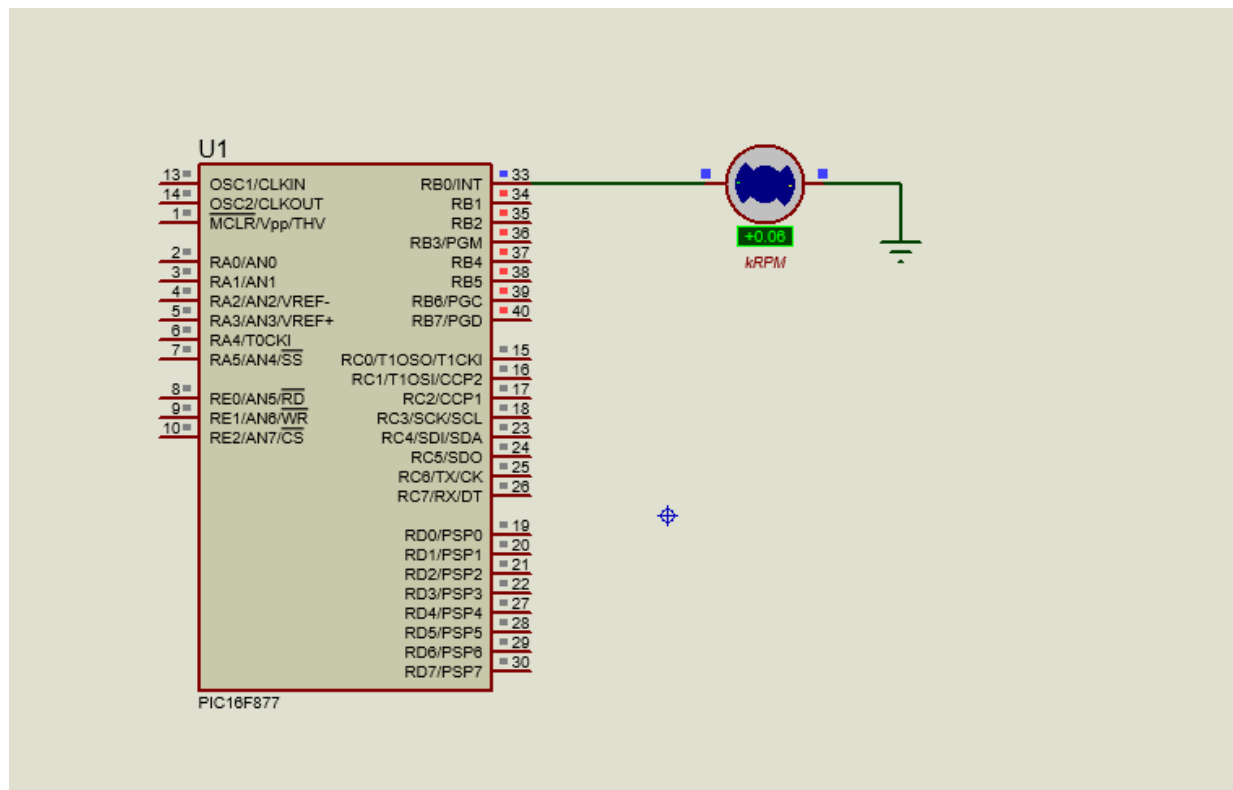 U1
13 OSC1/CLKIN
14 OSC2/CLKOUT
1 MCLR/Vpp/THV
2 RA0/AN0
3 RA1/AN1
4 RA2/AN2/VREF-
5 RA3/AN3/VREF+
6 RA4/T0CKI
7 RA5/AN4/SS
8 RE0/AN5/RD
9 RE1/AN6/WR
10 RE2/AN7/CS
RB0/INT 33
RB1 34
RB2 35
RB3/PGM 36
RB4 37
RB5 38
RB6/PGC 39
RB7/PGD 40
RC0/T1OSO/T1CKI 15
RC1/T1OSI/CCP2 16
RC2/CCP1 17
RC3/SCK/SCL 18
RC4/SDI/SDA 23
RC5/SDO 24
RC6/TX/CK 25
RC7/RX/DT 26
RD0/PSP0 19
RD1/PSP1 20
RD2/PSP2 21
RD3/PSP3 22
RD4/PSP4 27
RD5/PSP5 28
RD6/PSP6 29
RD7/PSP7 30
PIC16F877
+0.06
kRPM